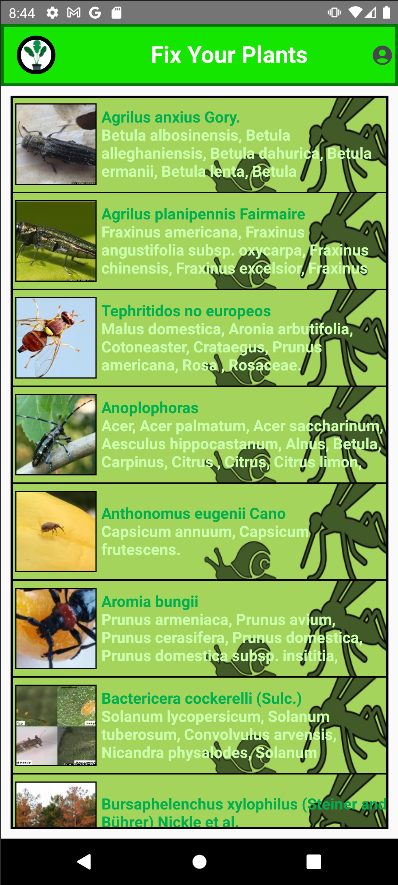 8:44
Fix Your Plants
Agrilus anxius Gory.
Betula albosinensis, Betula
alleghaniensis, Betula dahurica, Betula
ermanii, Betula lenta, Betula
Agrilus planipennis Fairmaire
Fraxinus americana, Fraxinus
angustifolia subsp. oxycarpa, Fraxinus
chinensis, Fraxinus excelsior, Fraxinus
Tephritidos no europeos
Malus domestica, Aronia arbutifolia,
Cotoneaster, Crataegus, Prunus
americana, Rosa , Rosaceae.
Anoplophoras
Acer, Acer palmatum, Acer saccharinum,
Aesculus hippocastanum, Alnus, Betula,
Carpinus, Citrus , Citrus, Citrus limon,
Anthonomus eugenii Cano
Capsicum annuum, Capsicum
frutescens.
Aromia bungii
Prunus armeniaca, Prunus avium,
Prunus cerasifera, Prunus domestica,
Prunus domestica subsp. insititia,
Bactericera cockerelli (Sulc.)
Solanum lycopersicum, Solanum
tuberosum, Convolvulus arvensis,
Nicandra physalodes, Solanum
Bursaphelenchus xylophilus (Steiner and
Bührer) Nickle et al.